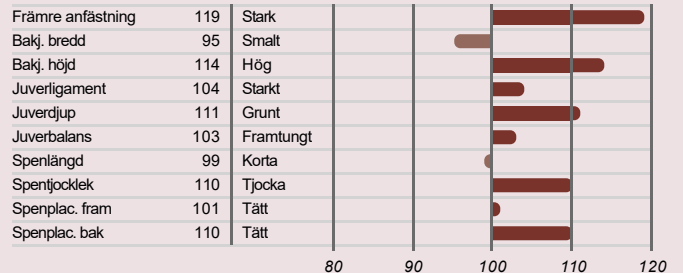 Främre anfästning 119 Stark
Bakj. bredd 95 Smalt
Bakj. höjd 114 Hög
Juverligament 104 Starkt
Juverdjup 111 Grunt
Juverbalans 103 Framtungt
Spenlängd 99 Korta
Spentjocklek 110 Tjocka
Spenplac. fram 101 Tätt
Spenplac. bak 110 Tätt
80 90 100 110 120